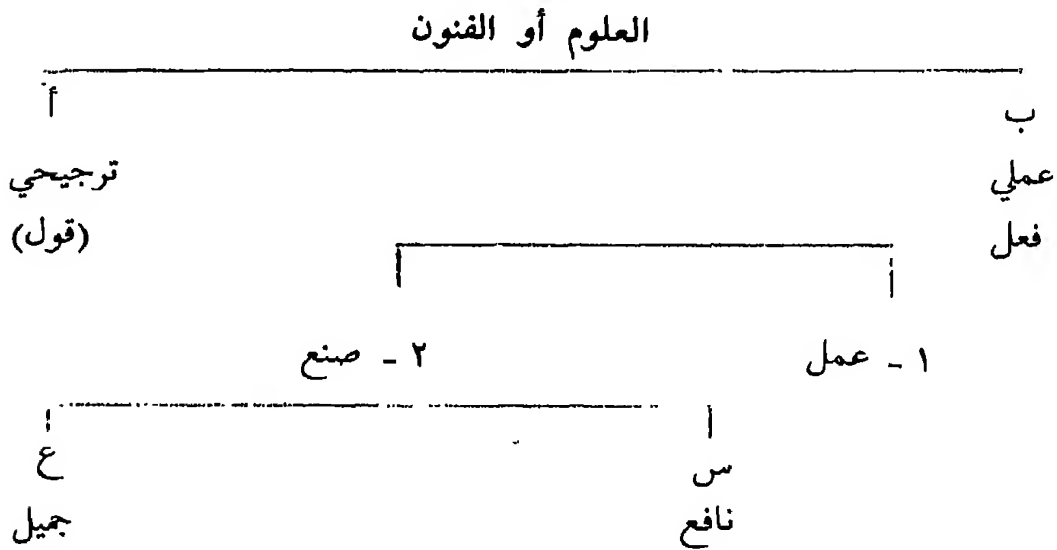 العلوم أو الفنون
ب أ
عملي ترجيحي
فعل (قول)
١ - عمل ٢ - صنع
س ع
نافع جميل